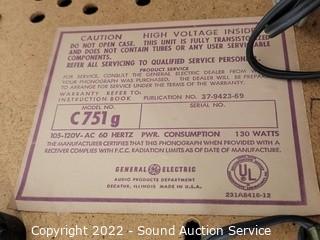 CAUTION HIGH VOLTAGE INSIDE
DO NOT OPEN CASE. THIS UNIT IS FULLY TRANSISTORIZED
AND DOES NOT CONTAIN TUBES OR ANY USER SERVICEABLE
COMPONENTS.
REFER ALL SERVICING TO QUALIFIED SERVICE PERSONNEL
PRODUCT SERVICE
FOR SERVICE, CONSULT THE GENERAL ELECTRIC DEALER FROM
YOUR PHONOGRAPH WAS PURCHASED. THE DEALER WILL BE
TO ARRANGE FOR SERVICE UNDER THE TERMS OF THE WARRANTY.
WARRANTY - REFER TO
INSTRUCTION BOOK
PUBLICATION NO. 37-9423-69
MODEL NO.
SERIAL NO.
C751g
105-120V-AC 60 HERTZ PWR. CONSUMPTION 130 WATTS
THE MANUFACTURER CERTIFIES THAT THIS PHONOGRAPH WHEN PROVIDED WITH A
RECEIVER COMPLIES WITH F.C.C. RADIATION LIMITS AS OF DATE OF MANUFACTURE
GENERAL ELECTRIC
AUDIO PRODUCTS DEPARTMENT
DECATUR, ILLINOIS MADE IN U.S.A.
UL
231A8416-12
Copyright - 2022 - Sound Auction Service